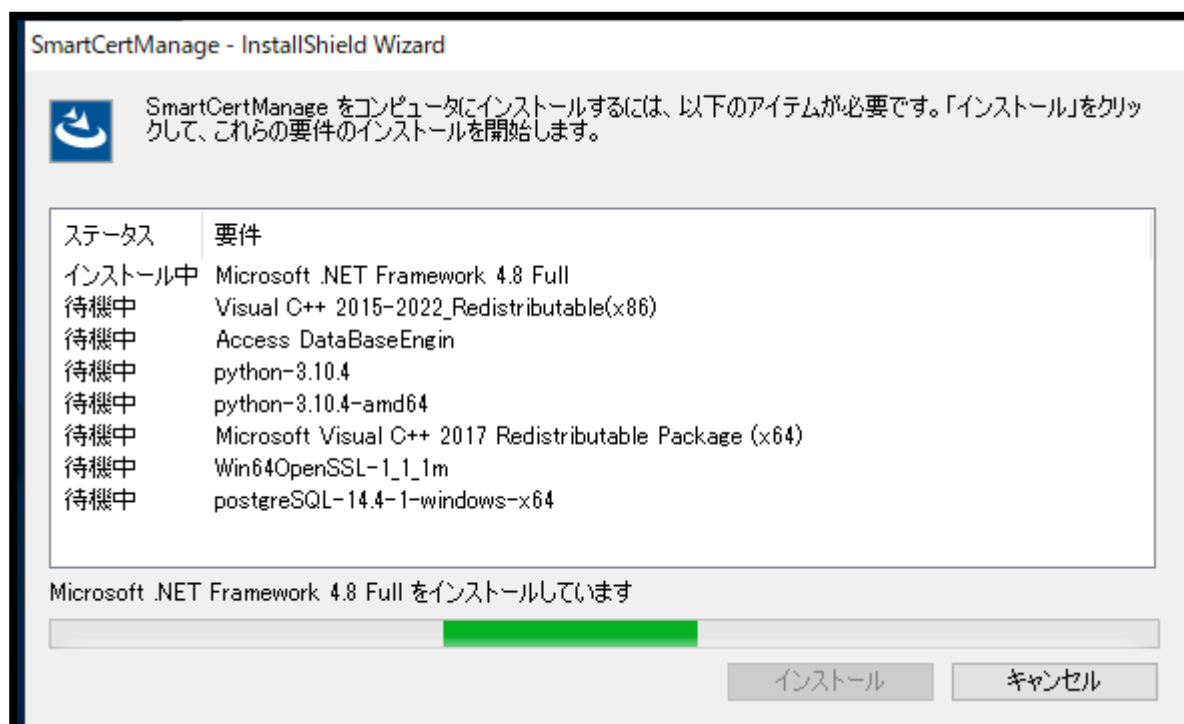 SmartCertManage - InstallShield Wizard
SmartCertManage をコンピュータにインストールするには、以下のアイテムが必要です。「インストール」をクリッ
クして、これらの要件のインストールを開始します。
ステータス 要件
インストール中 Microsoft .NET Framework 4.8 Full
待機中 Visual C++ 2015-2022_Redistributable(x86)
待機中 Access DataBaseEngin
待機中 python-3.10.4
待機中 python-3.10.4-amd64
待機中 Microsoft Visual C++ 2017 Redistributable Package (x64)
待機中 Win64OpenSSL-1_1_1m
待機中 postgreSQL-14.4-1-windows-x64
Microsoft .NET Framework 4.8 Full をインストールしています
インストール キャンセル